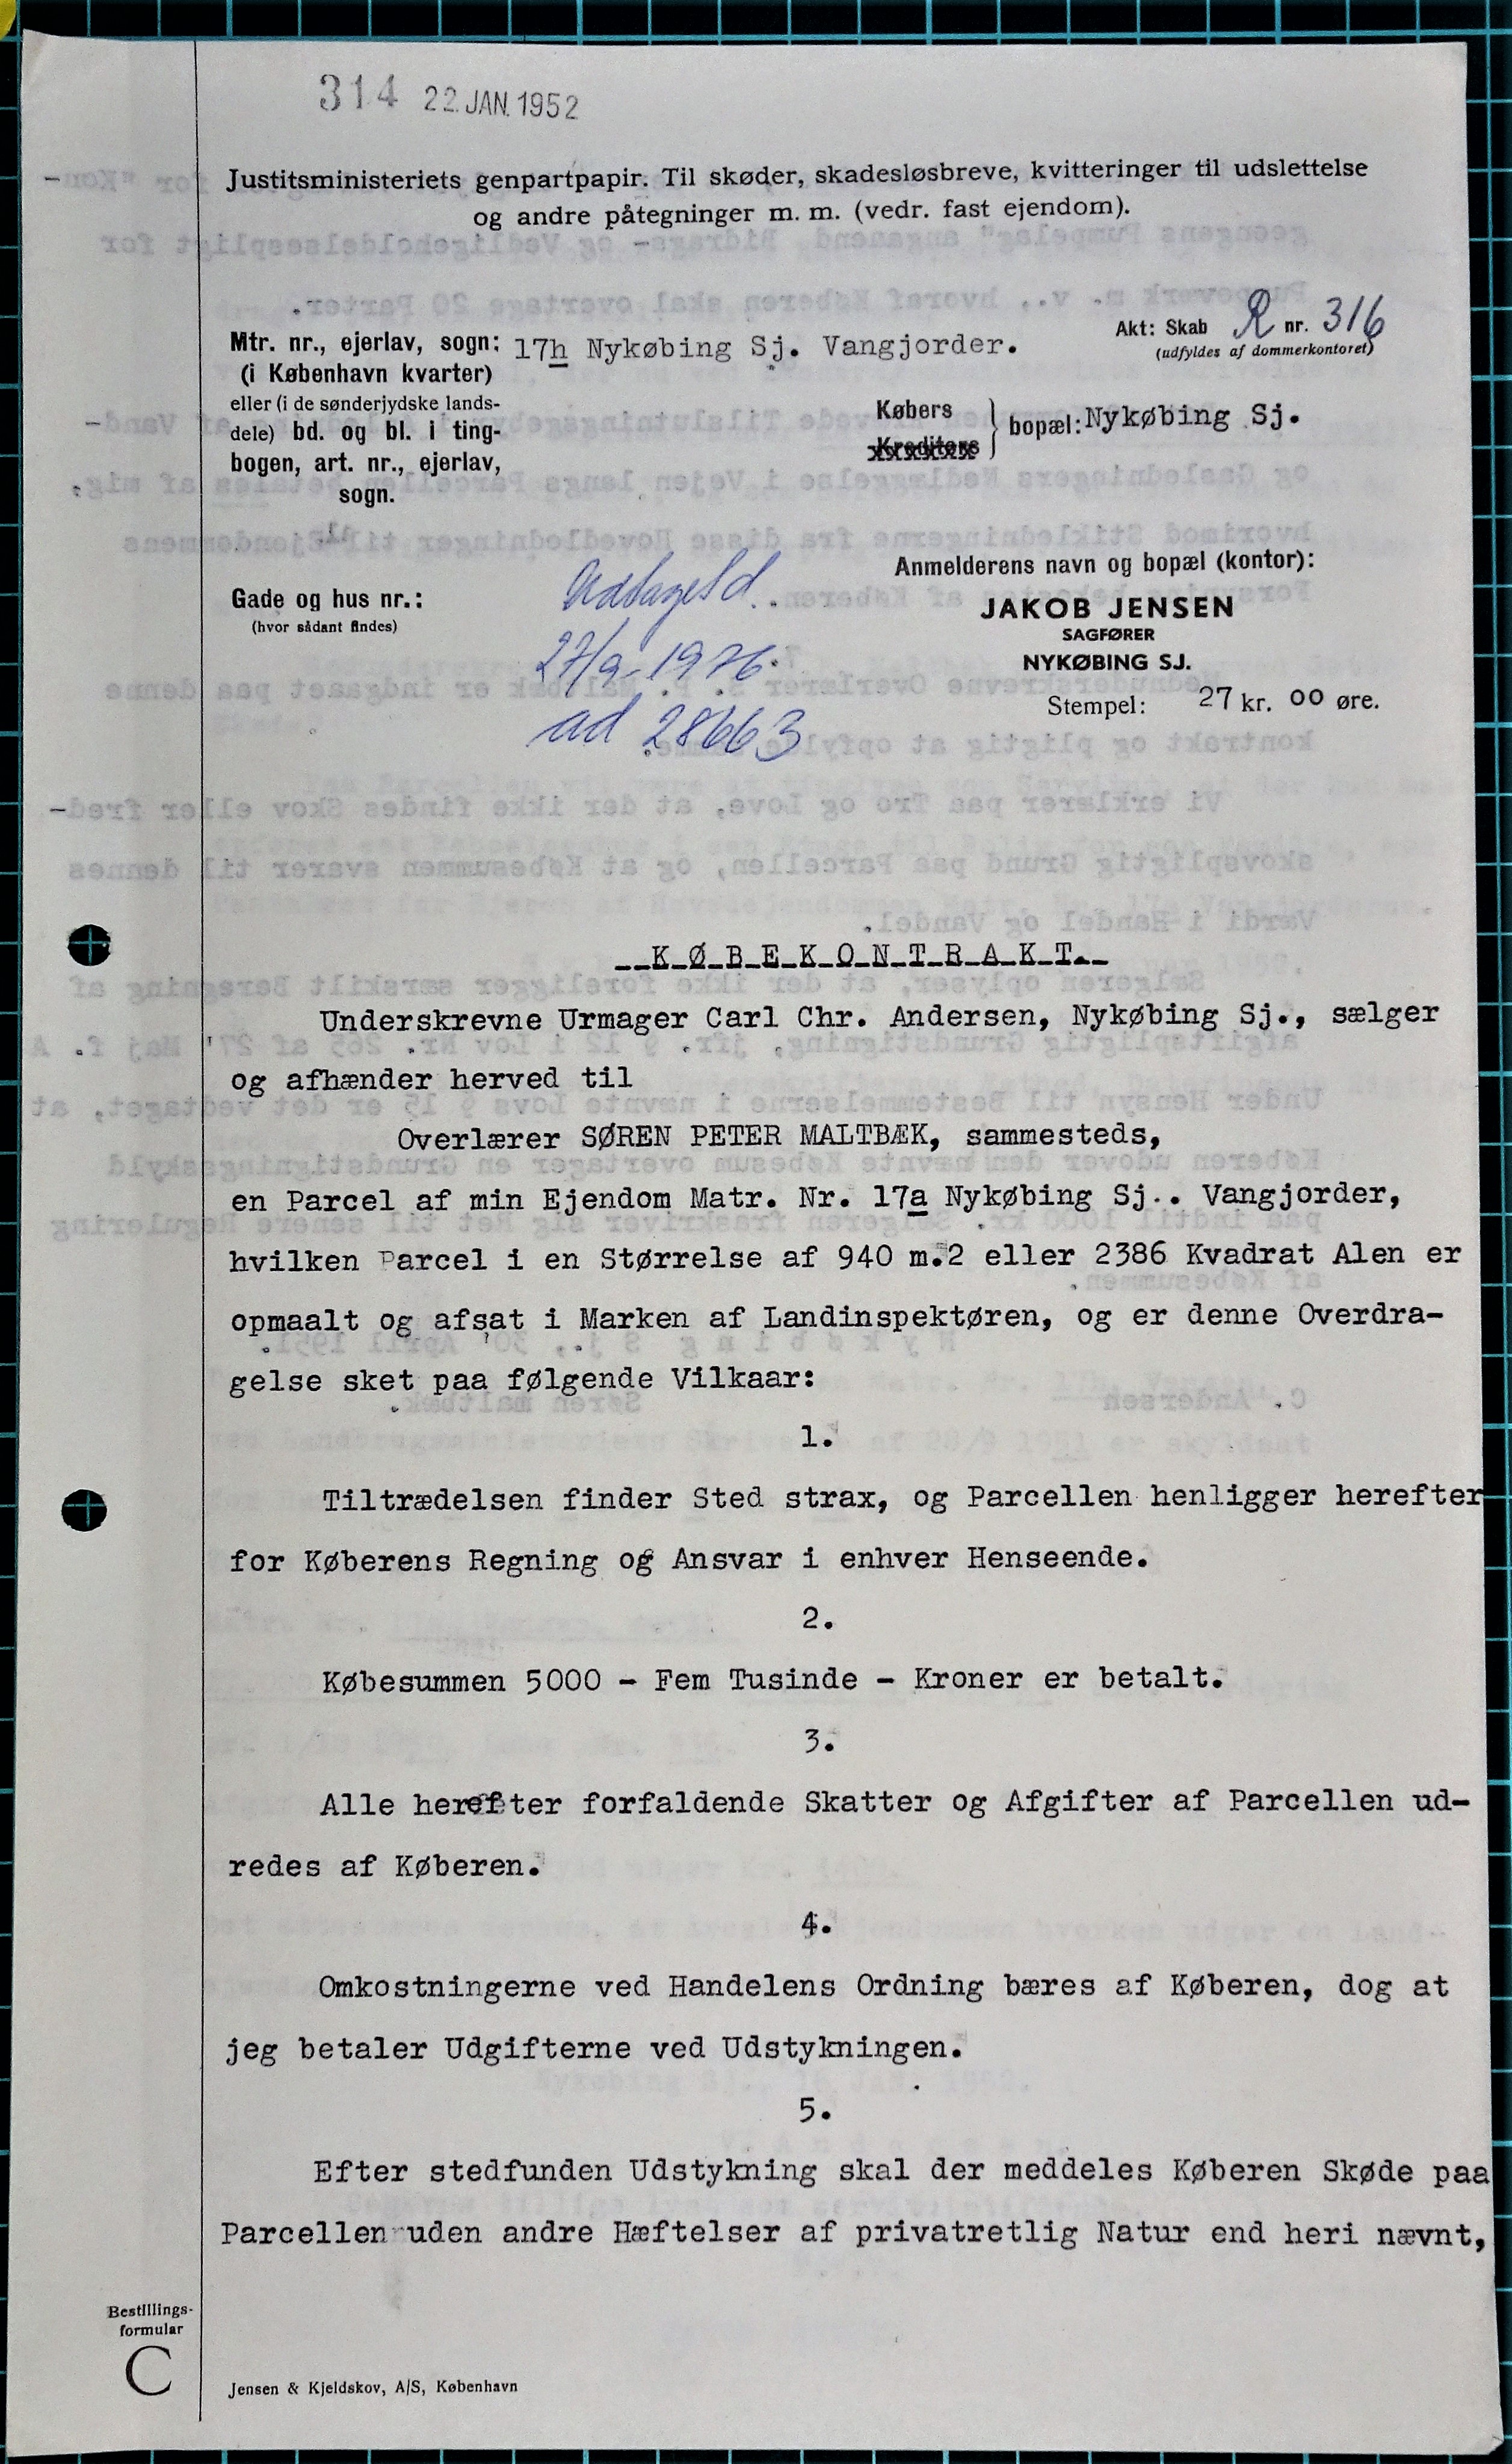 314 22. JAN. 1952
Justitsministeriets genpartpapir. Til skøder, skadesløsbreve, kvitteringer til udslettelse
og andre påtegninger m. m. (vedr. fast ejendom).
Akt: Skab R nr. 316
(udfyldes af dommerkontoret)
Mtr. nr., ejerlav, sogn: 17h Nykøbing Sj. Vangjorder.
(i København kvarter)
eller (i de sønderjydske lands-
dele) bd. og bl. i ting-
bogen, art. nr., ejerlav,
sogn.
Købers
Kreditors
bopæl: Nykøbing Sj.
Gade og hus nr.:
(hvor sådant findes)
27/9-1976
ad 28663
Anmelderens navn og bopæl (kontor):
JAKOB JENSEN
SAGFØRER
NYKØBING SJ.
Stempel: 27 kr. 00 øre.
K Ø B E K O N T R A K T.
Underskrevne Urmager Carl Chr. Andersen, Nykøbing Sj., sælger
og afhænder herved til
Overlærer SØREN PETER MALTBÆK, sammesteds,
en Parcel af min Ejendom Matr. Nr. 17a Nykøbing Sj. Vangjorder,
hvilken Parcel i en Størrelse af 940 m.2 eller 2386 Kvadrat Alen er
opmaalt og afsat i Marken af Landinspektøren, og er denne Overdra-
gelse sket paa følgende Vilkaar:
1.
Tiltrædelsen finder Sted strax, og Parcellen henligger herefter
for Køberens Regning og Ansvar i enhver Henseende.
2.
Købesummen 5000 - Fem Tusinde - Kroner er betalt.
3.
Alle herefter forfaldende Skatter og Afgifter af Parcellen ud-
redes af Køberen.
4.
Omkostningerne ved Handelens Ordning bæres af Køberen, dog at
jeg betaler Udgifterne ved Udstykningen.
5.
Efter stedfunden Udstykning skal der meddeles Køberen Skøde paa
Parcellen uden andre Hæftelser af privatretlig Natur end heri nævnt,
Bestillings-
formular
C
Jensen & Kjeldskov, A/S, København